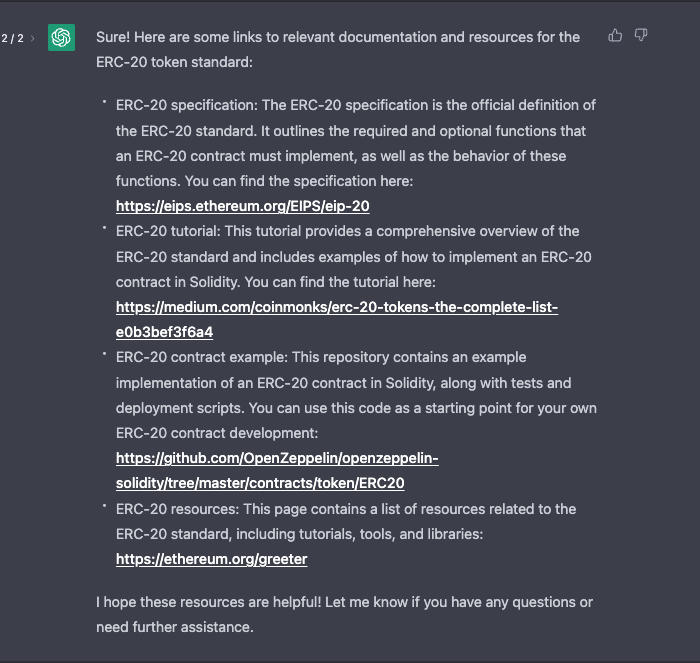 2 / 2 >
Sure! Here are some links to relevant documentation and resources for the
ERC-20 token standard:
• ERC-20 specification: The ERC-20 specification is the official definition of
the ERC-20 standard. It outlines the required and optional functions that
an ERC-20 contract must implement, as well as the behavior of these
functions. You can find the specification here:
https://eips.ethereum.org/EIPS/eip-20
• ERC-20 tutorial: This tutorial provides a comprehensive overview of the
ERC-20 standard and includes examples of how to implement an ERC-20
contract in Solidity. You can find the tutorial here:
https://medium.com/coinmonks/erc-20-tokens-the-complete-list-
e0b3bef3f6a4
• ERC-20 contract example: This repository contains an example
implementation of an ERC-20 contract in Solidity, along with tests and
deployment scripts. You can use this code as a starting point for your own
ERC-20 contract development:
https://github.com/OpenZeppelin/openzeppelin-
solidity/tree/master/contracts/token/ERC20
• ERC-20 resources: This page contains a list of resources related to the
ERC-20 standard, including tutorials, tools, and libraries:
https://ethereum.org/greeter
I hope these resources are helpful! Let me know if you have any questions or
need further assistance.